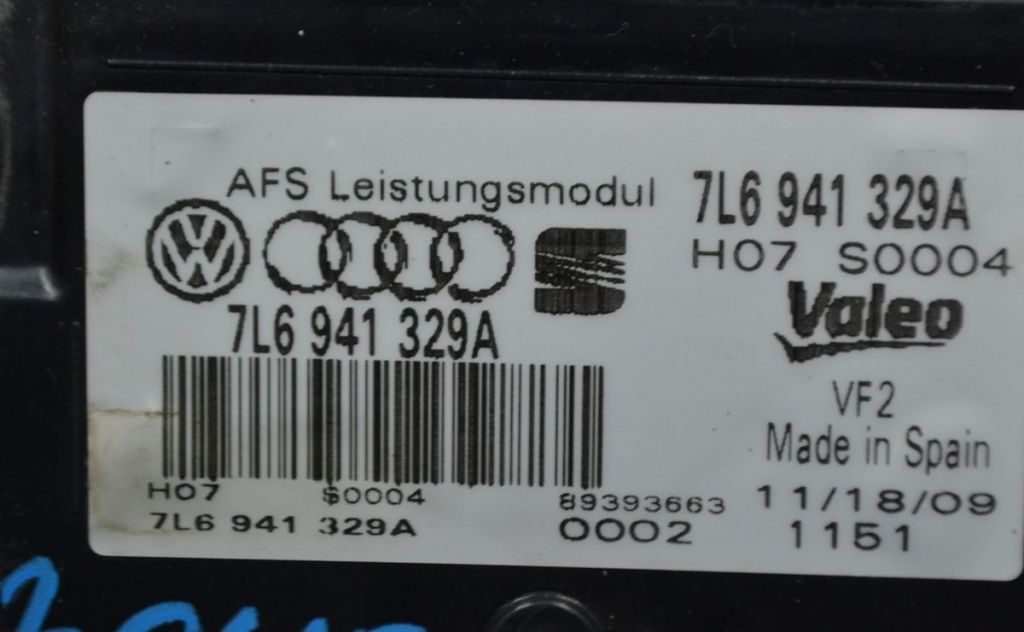 AFS Leistungsmodul
7L6 941 329A
H07 S0004
Valeo
7L6 941 329A
VF2
Made in Spain
H07 S0004 89393663
11/18/09
7L6 941 329A 0002
1151